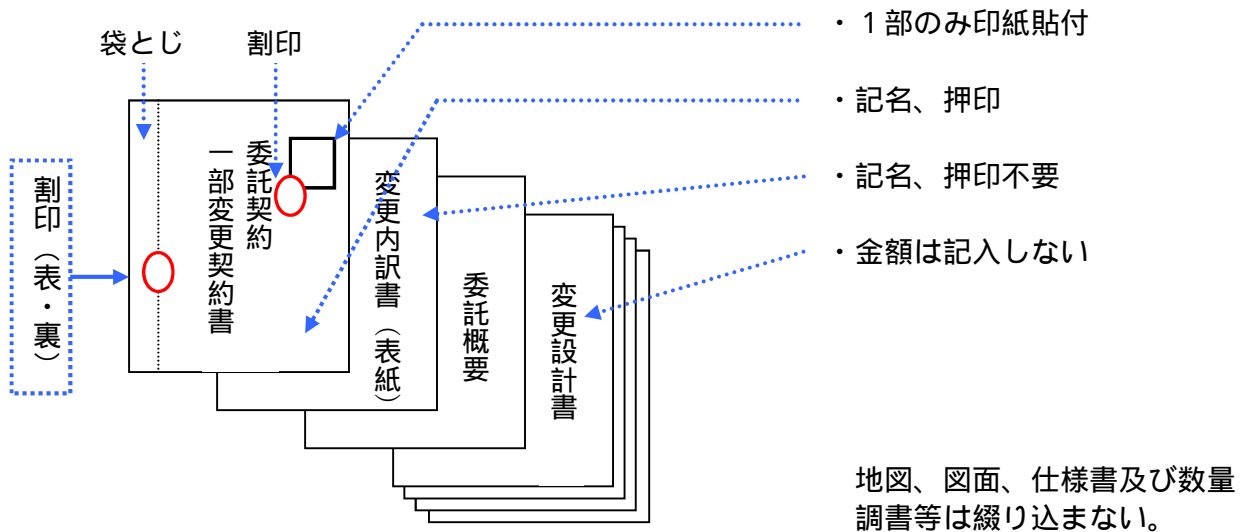 ・１部のみ印紙貼付
袋とじ
割印
・記名、押印
割印（表・裏）
委託契約
一部変更契約書
変更内訳書（表紙）
・記名、押印不要
委託概要
変更設計書
・金額は記入しない
地図、図面、仕様書及び数量
調書等は綴り込まない。